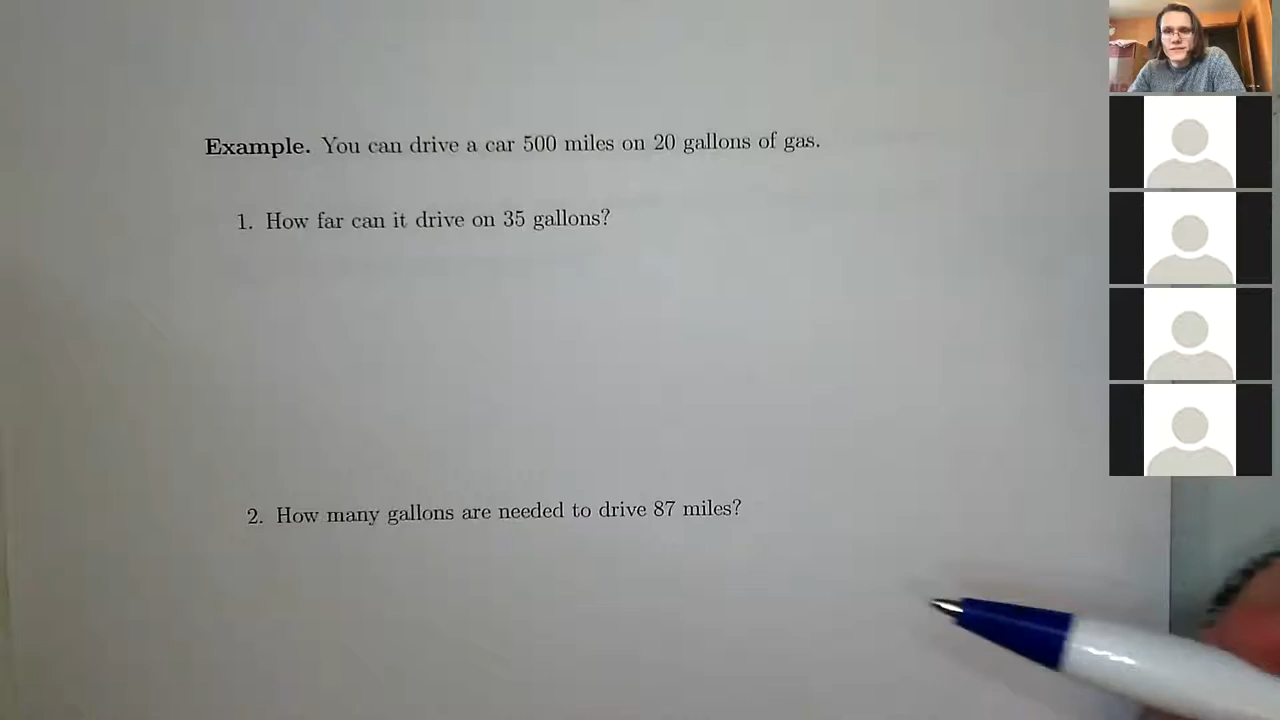 Example. You can drive a car 500 miles on 20 gallons of gas.
1. How far can it drive on 35 gallons?
2. How many gallons are needed to drive 87 miles?